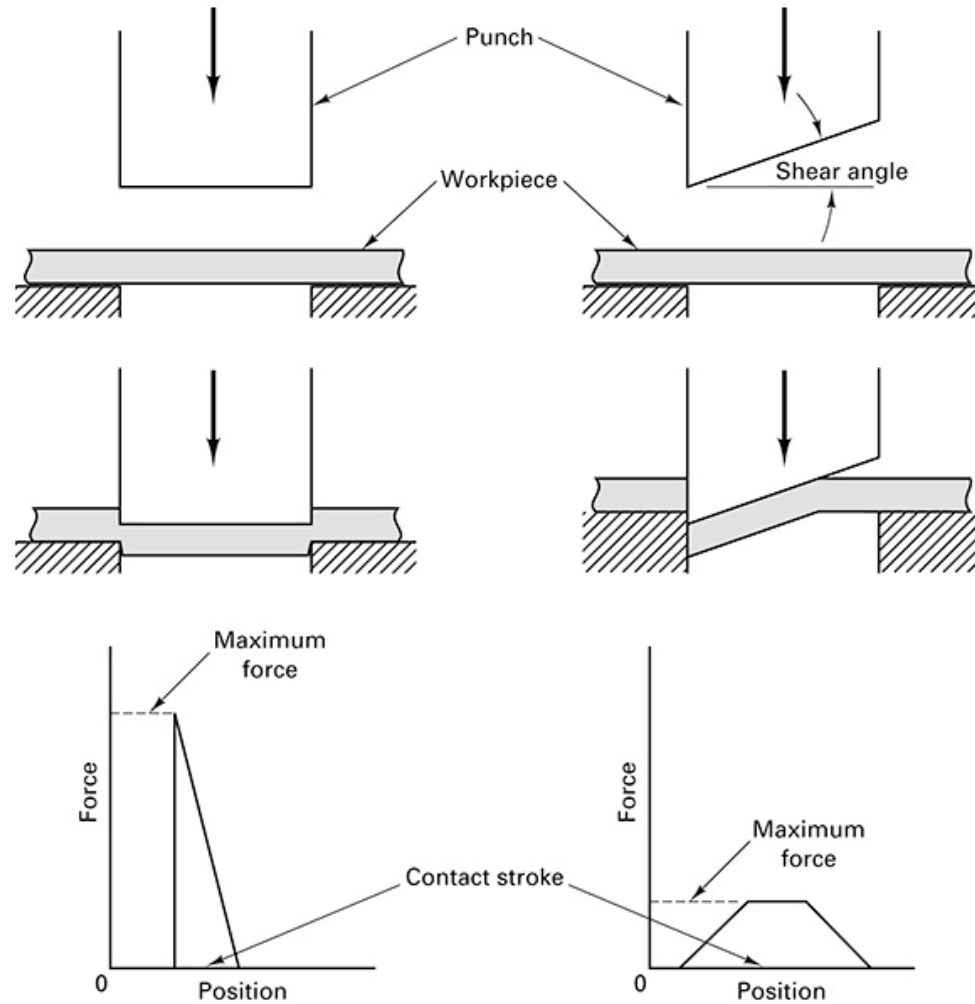 Punch
Shear angle
Workpiece
Maximum
force
Force
Maximum
force
Force
Contact stroke
0
Position
0
Position